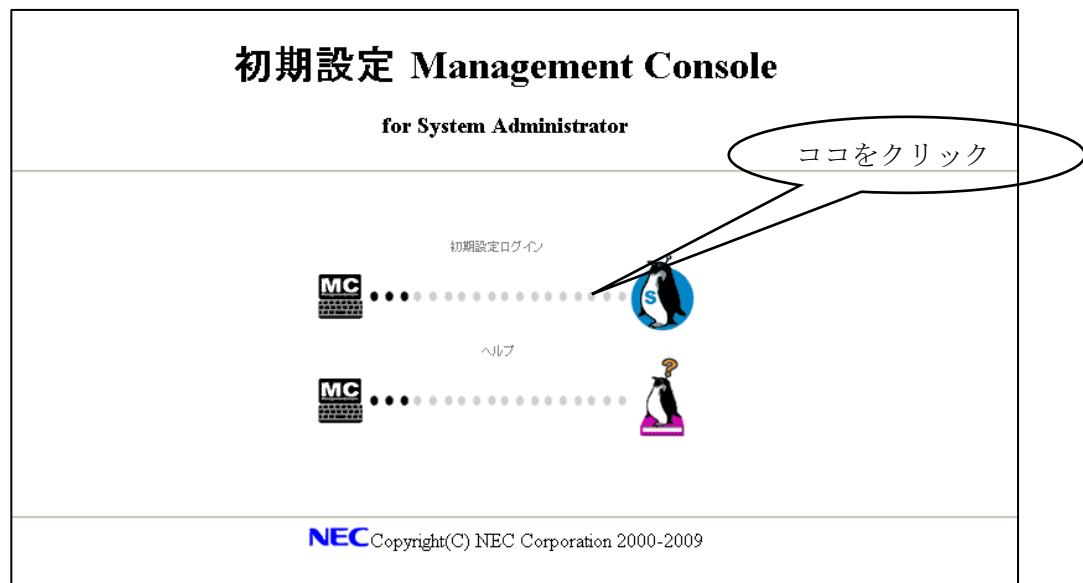 初期設定 Management Console
for System Administrator
ココをクリック
初期設定ログイン
MC
S
ヘルプ
MC
?
NEC Copyright(C) NEC Corporation 2000-2009